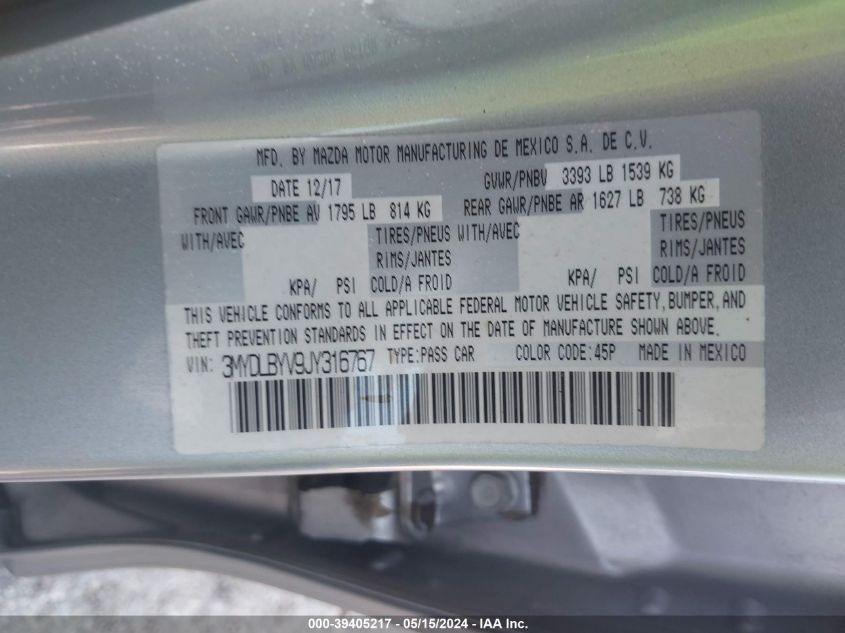 MFD. BY MAZDA MOTOR MANUFACTURING DE MEXICO S.A. DE C.V.
DATE 12/17 GVWR/PNBV 3393 LB 1539 KG
FRONT GAWR/PNBE AV 1795 LB 814 KG REAR GAWR/PNBE AR 1627 LB 738 KG
WITH/AVEC TIRES/PNEUS WITH/AVEC TIRES/PNEUS
RIMS/JANTES RIMS/JANTES
KPA/ PSI COLD/A FROID KPA/ PSI COLD/A FROID
THIS VEHICLE CONFORMS TO ALL APPLICABLE FEDERAL MOTOR VEHICLE SAFETY, BUMPER, AND
THEFT PREVENTION STANDARDS IN EFFECT ON THE DATE OF MANUFACTURE SHOWN ABOVE.
VIN: 3MYDLBYV9JY316767 TYPE:PASS CAR COLOR CODE:45P MADE IN MEXICO
000-39405217 - 05/15/2024 - IAA Inc.